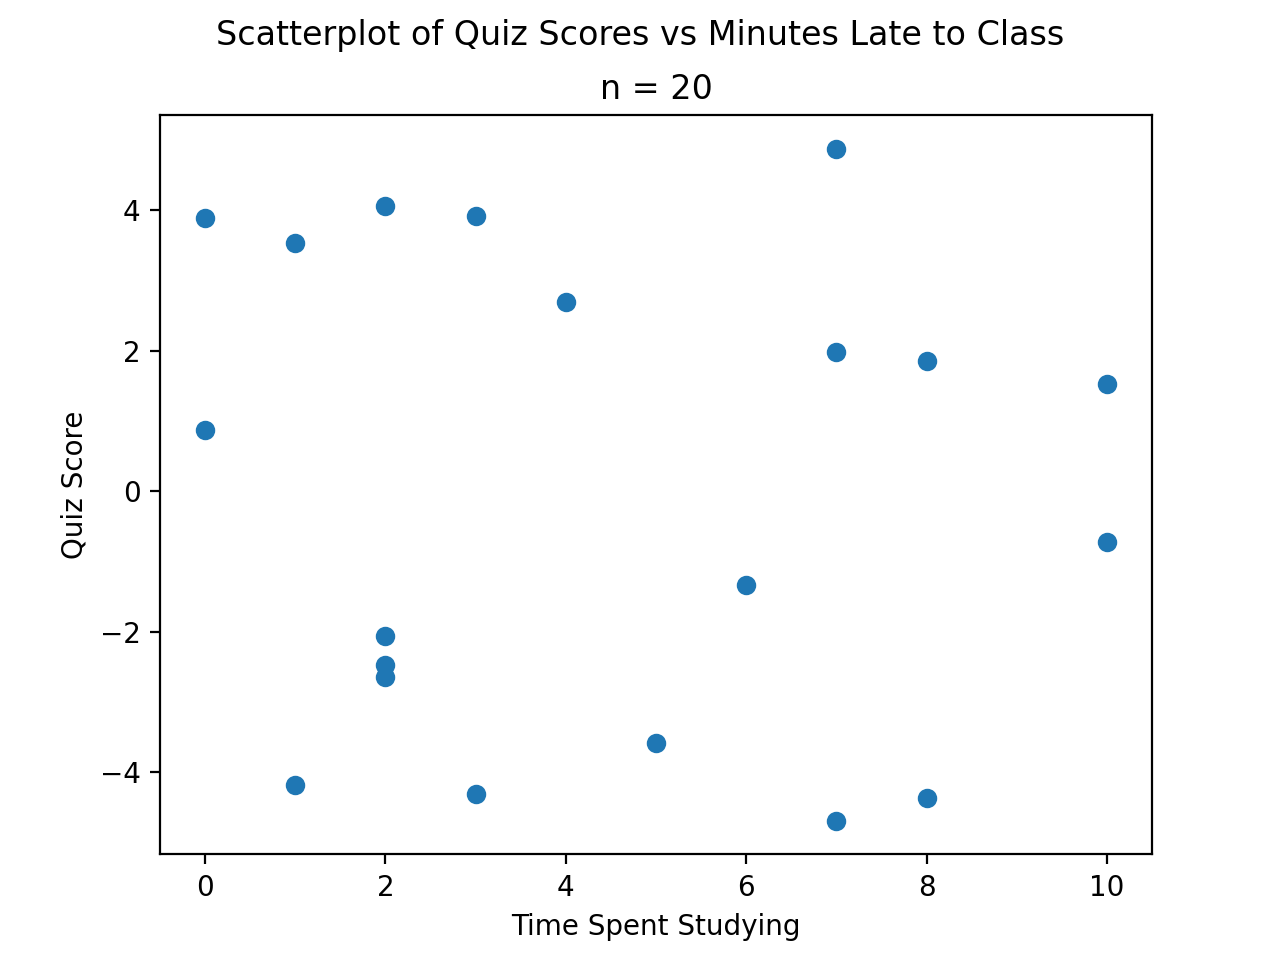 Scatterplot of Quiz Scores vs Minutes Late to Class
n = 20
4
2
0
−2
−4
Quiz Score
0 2 4 6 8 10
Time Spent Studying